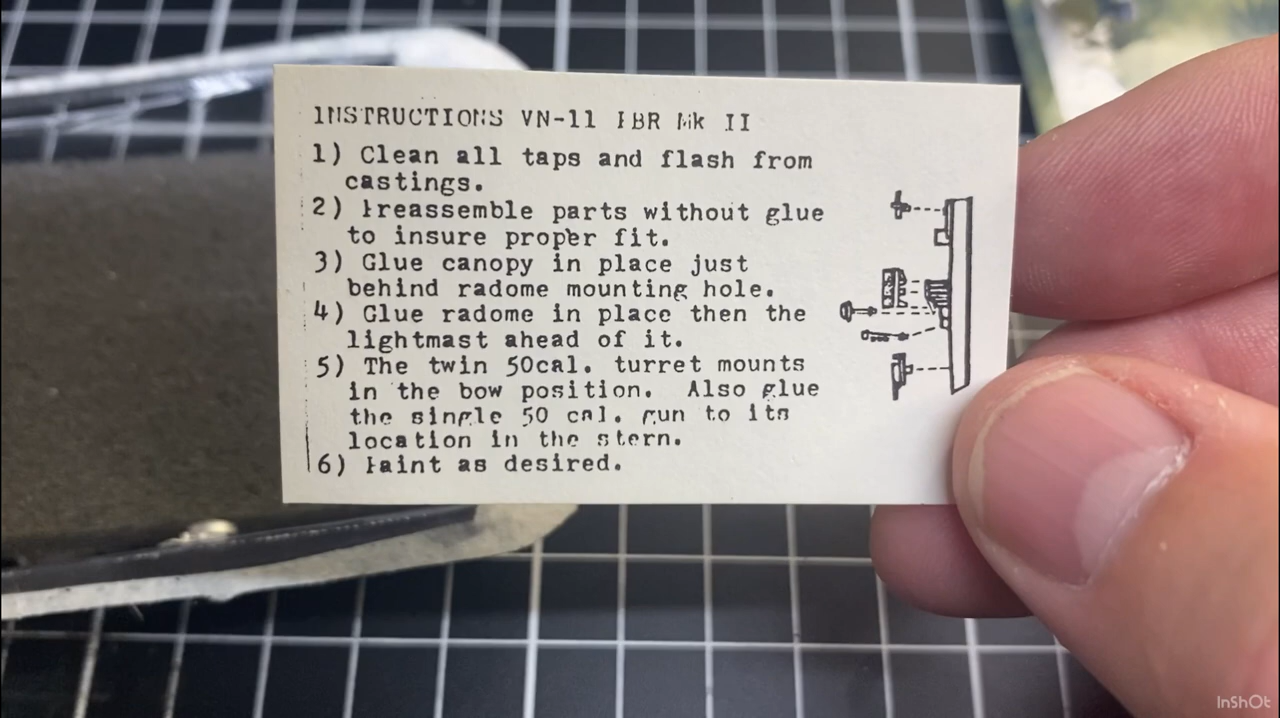 INSTRUCTIONS VN-11 PBR Mk II
1) Clean all taps and flash from
castings.
2) Preassemble parts without glue
to insure proper fit.
3) Glue canopy in place just
behind radome mounting hole.
4) Glue radome in place then the
lightmast ahead of it.
5) The twin 50cal. turret mounts
in the bow position. Also glue
the single 50 cal. gun to its
location in the stern.
6) Paint as desired.
InShOt